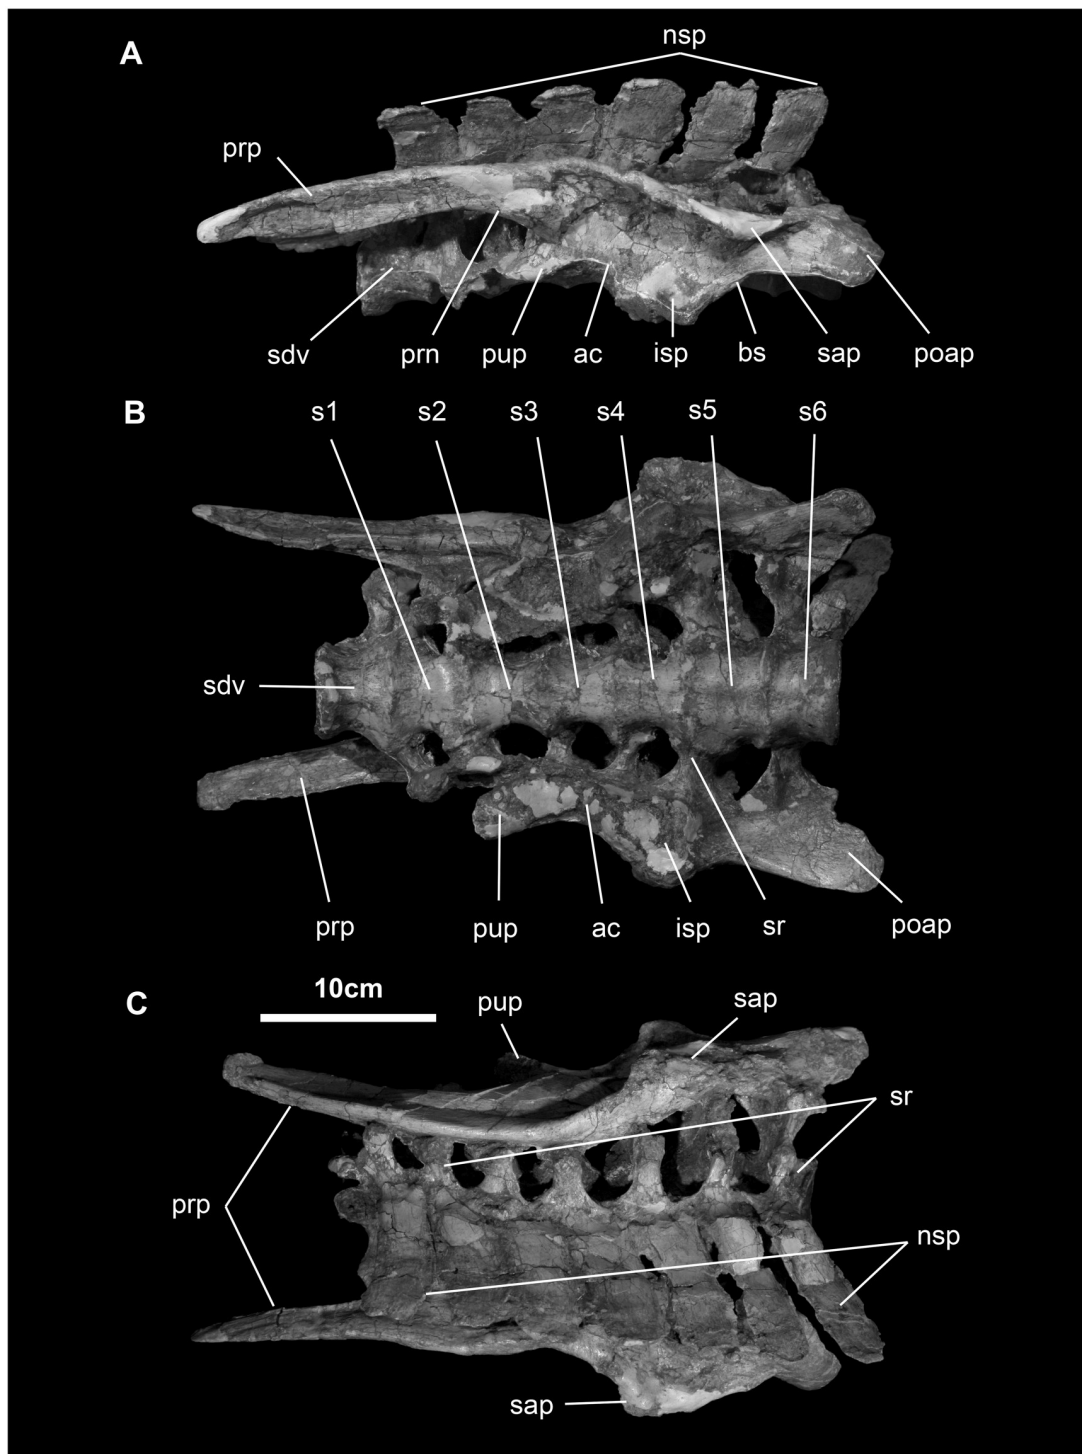 A
nsp
prp
sdv prn pup ac isp bs sap poap
B
s1 s2 s3 s4 s5 s6
sdv
prp pup ac isp sr poap
C
10cm
pup
sap
sr
prp
nsp
sap